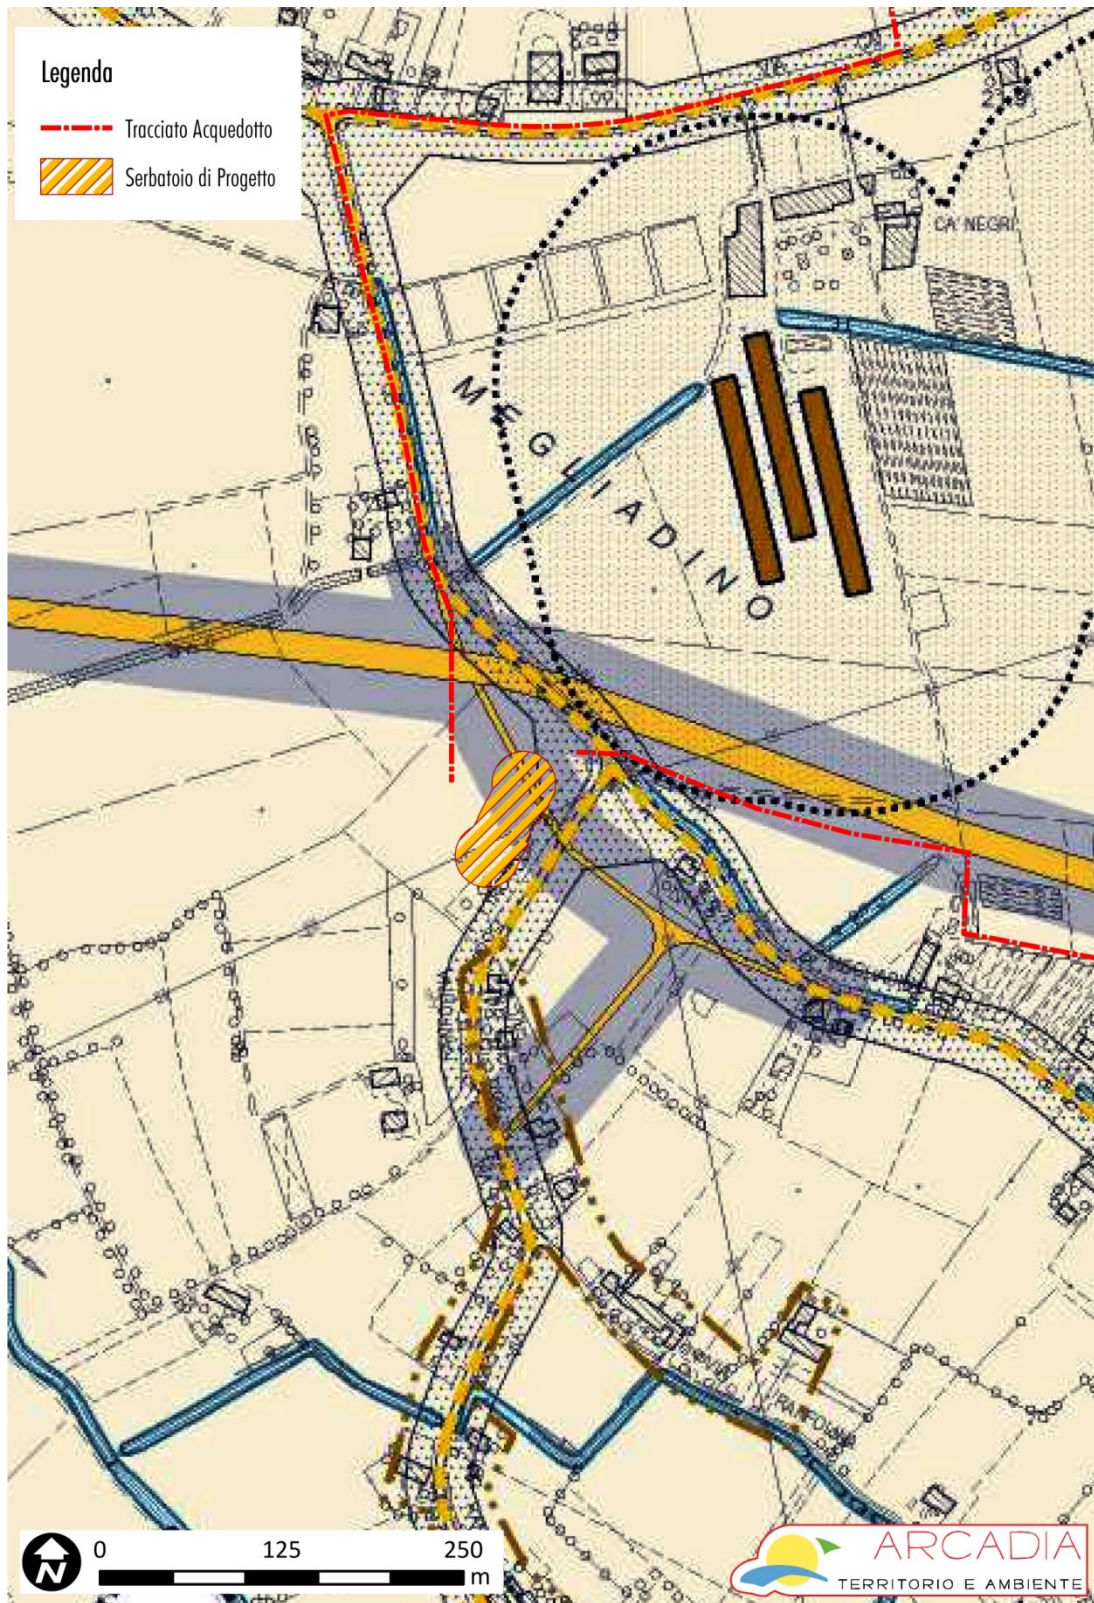 Legenda
Tracciato Acquedotto
Serbatoio di Progetto
CA' NEGRI
MEGLIADINO
N
0 125 250
m
ARCADIA
TERRITORIO E AMBIENTE